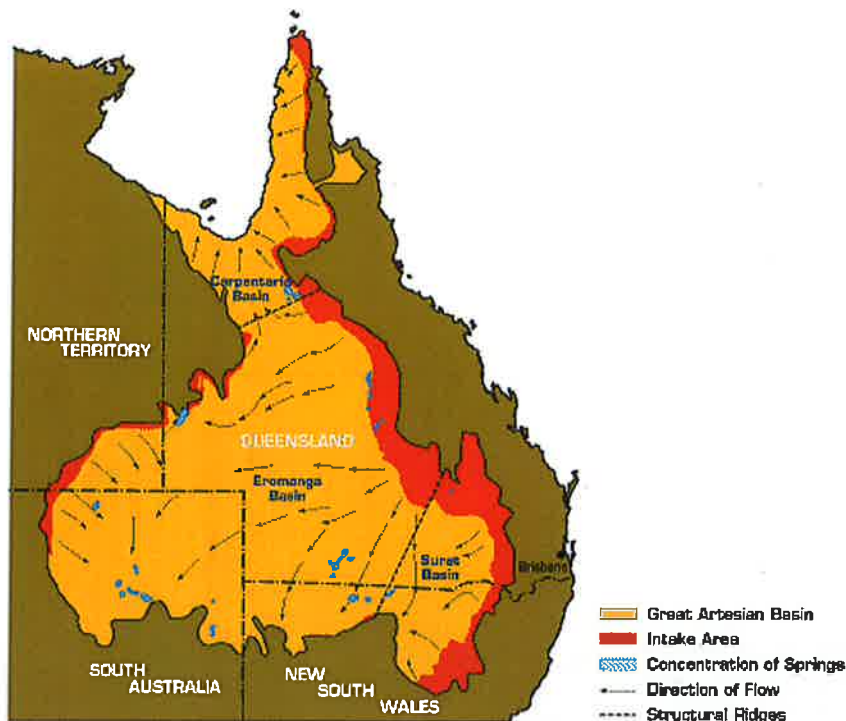 Carpentaria
Basin
NORTHERN
TERRITORY
QUEENSLAND
Eromanga
Basin
Surat
Basin
Brisbane
SOUTH
AUSTRALIA
NEW
SOUTH
WALES
Great Artesian Basin
Intake Area
Concentration of Springs
Direction of Flow
Structural Ridges